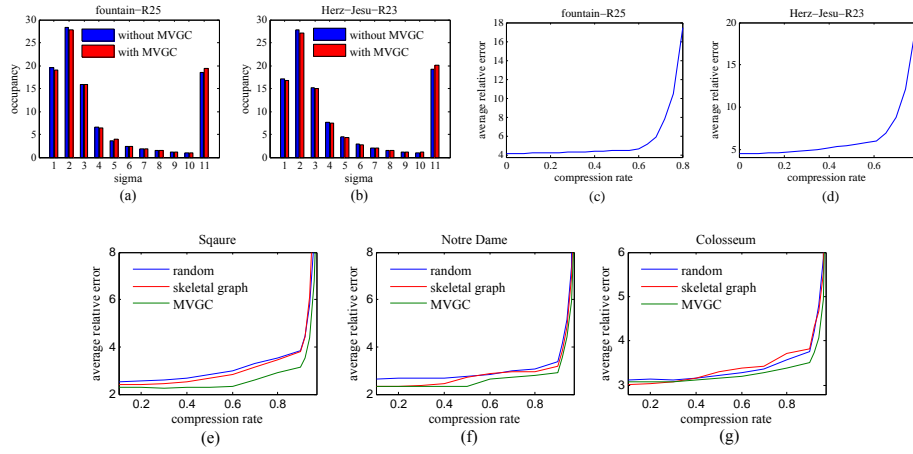 fountain-R25
occupancy
30
25
20
15
10
5
0
without MVGC
with MVGC
1 2 3 4 5 6 7 8 9 10 11
sigma
(a)
Herz-Jesu-R23
occupancy
30
25
20
15
10
5
0
without MVGC
with MVGC
1 2 3 4 5 6 7 8 9 10 11
sigma
(b)
fountain-R25
average relative error
18
16
14
12
10
8
6
4
0 0.2 0.4 0.6 0.8
compression rate
(c)
Herz-Jesu-R23
average relative error
20
15
10
5
0 0.2 0.4 0.6
compression rate
(d)
Sqaure
average relative error
8
6
4
2
random
skeletal graph
MVGC
0.2 0.4 0.6 0.8
compression rate
(e)
Notre Dame
average relative error
8
6
4
2
random
skeletal graph
MVGC
0.2 0.4 0.6 0.8
compression rate
(f)
Colosseum
average relative error
6
5
4
3
random
skeletal graph
MVGC
0.2 0.4 0.6 0.8
compression rate
(g)